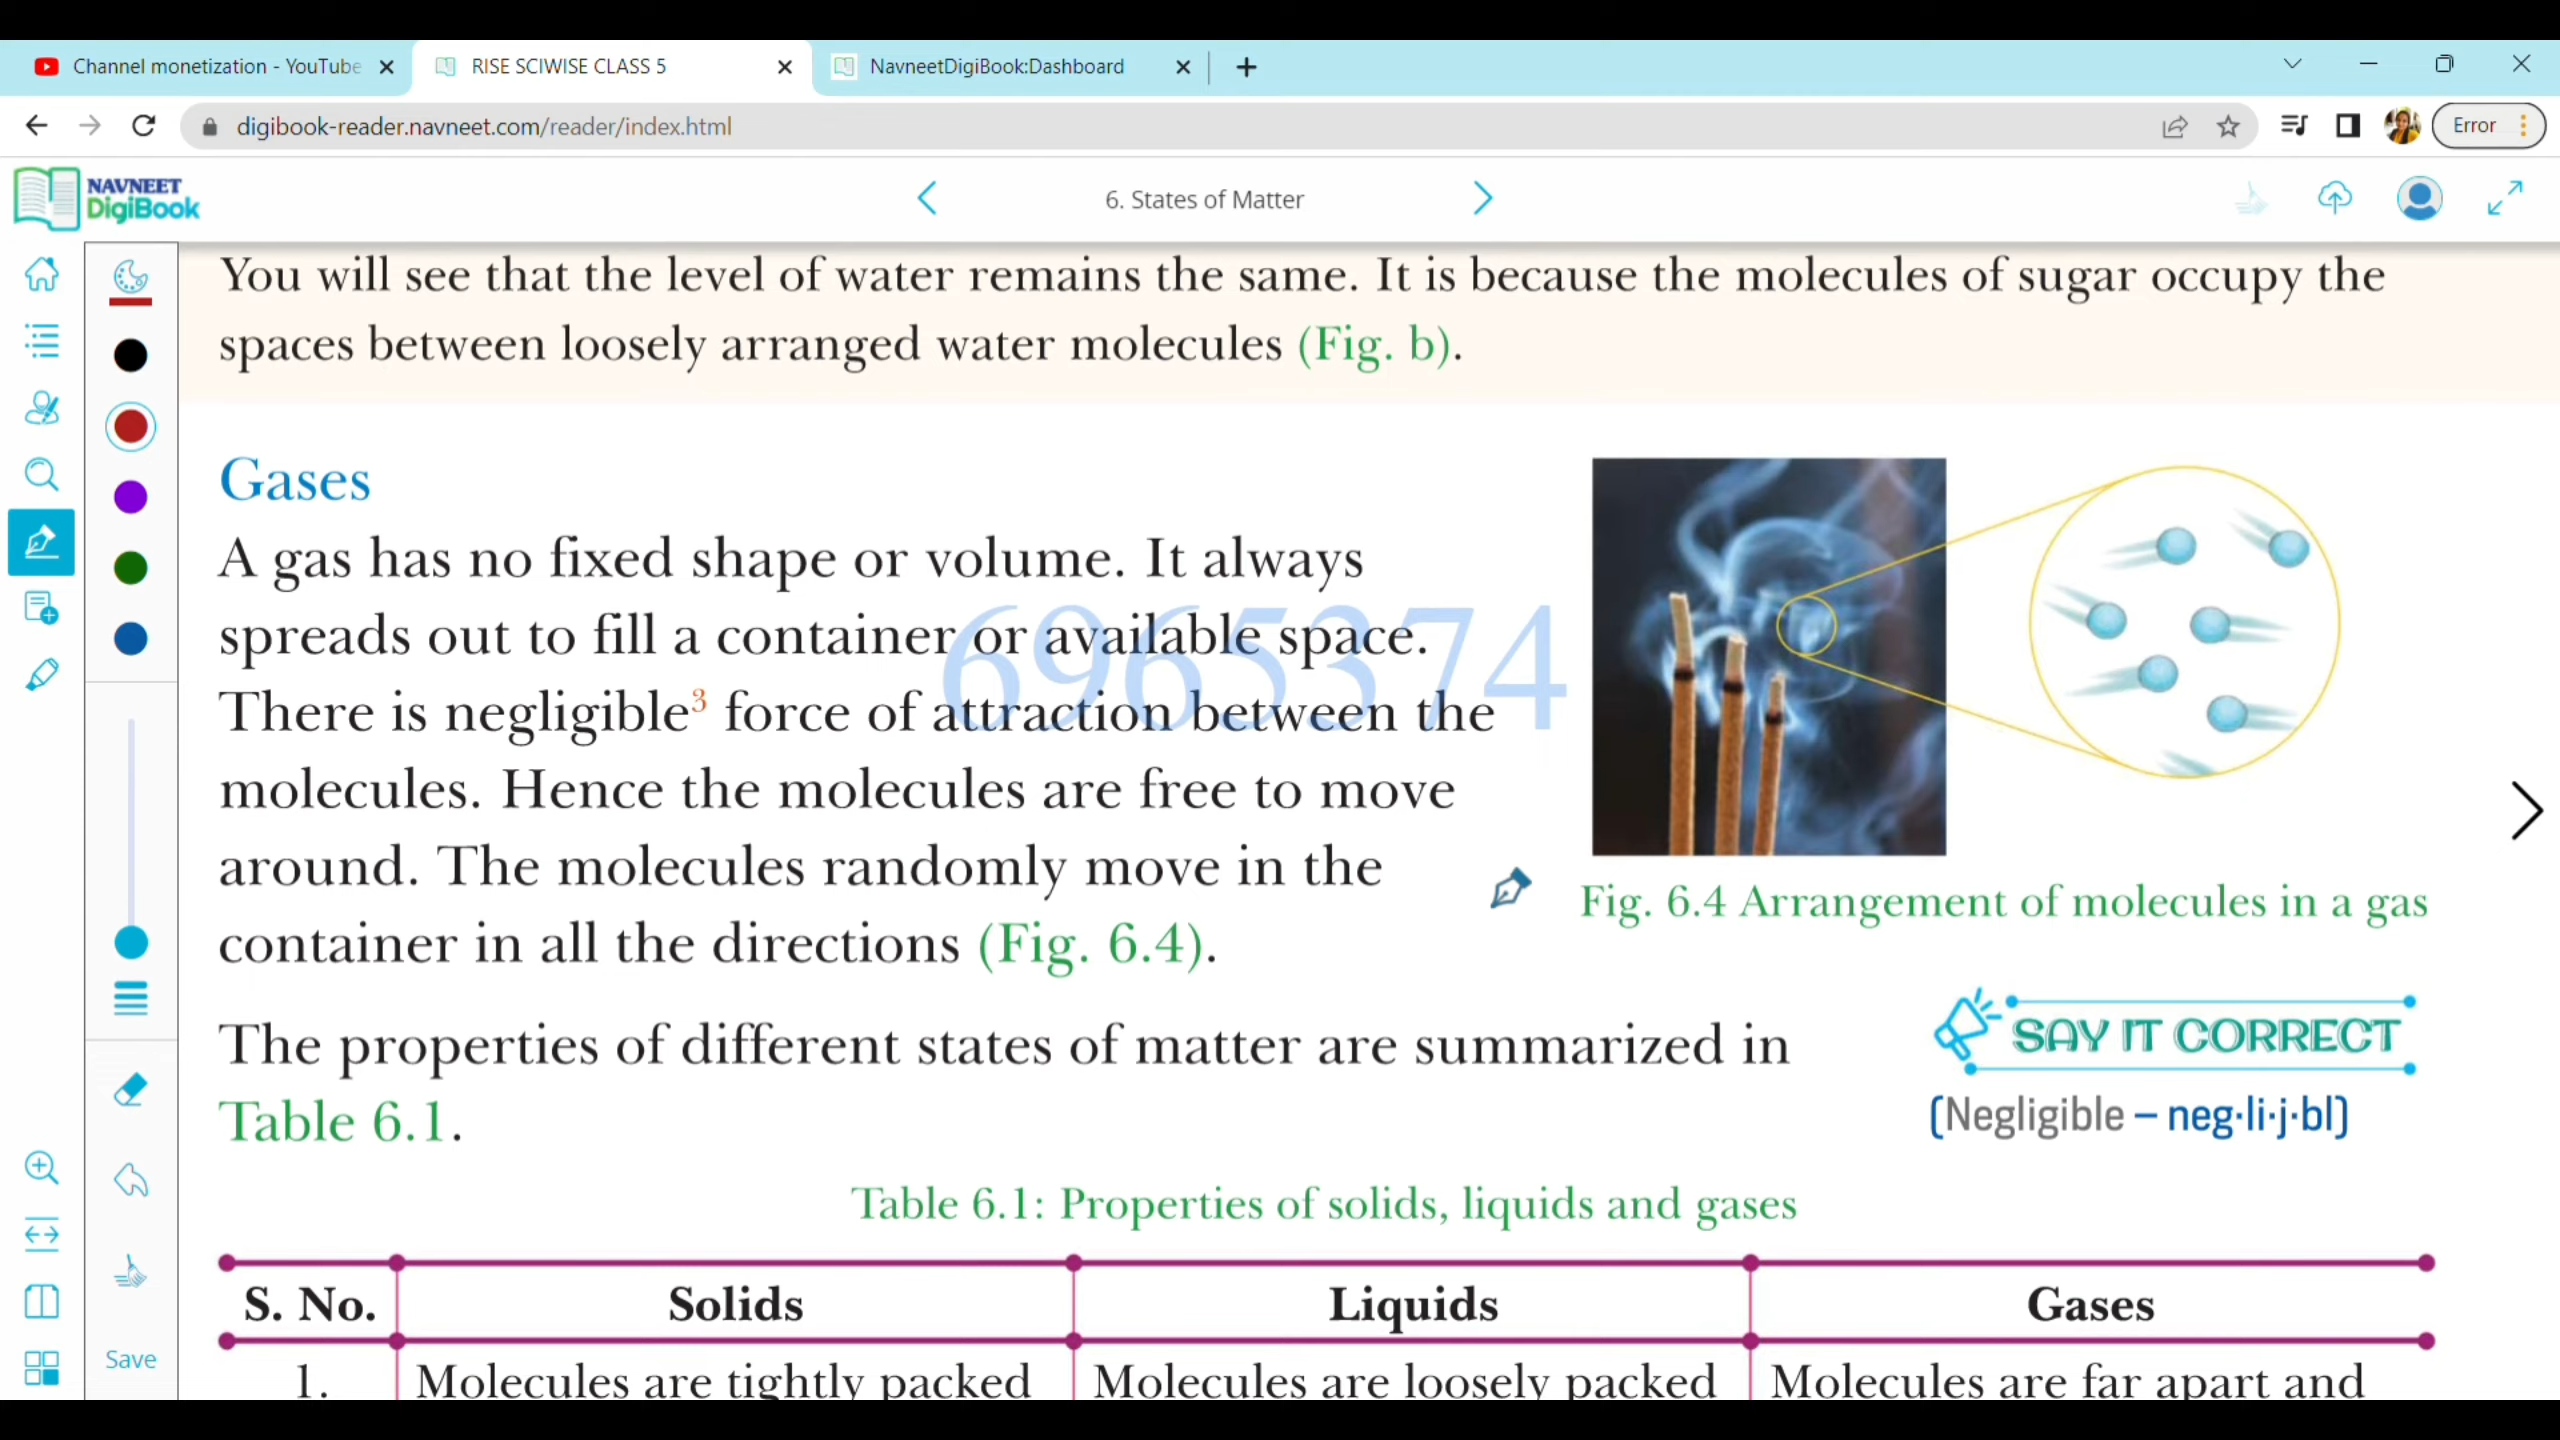 Channel monetization - YouTube
RISE SCIWISE CLASS 5
NavneetDigiBook:Dashboard
digibook-reader.navneet.com/reader/index.html
Error
NAVNEET
DigiBook
6. States of Matter
You will see that the level of water remains the same. It is because the molecules of sugar occupy the
spaces between loosely arranged water molecules (Fig. b).
Gases
A gas has no fixed shape or volume. It always
spreads out to fill a container or available space.
There is negligible³ force of attraction between the
molecules. Hence the molecules are free to move
around. The molecules randomly move in the
container in all the directions (Fig. 6.4).
6965374
Fig. 6.4 Arrangement of molecules in a gas
The properties of different states of matter are summarized in
Table 6.1.
SAY IT CORRECT
(Negligible – neg·li·j·bl)
Table 6.1: Properties of solids, liquids and gases
S. No. Solids Liquids Gases
1. Molecules are tightly packed Molecules are loosely packed Molecules are far apart and
Save